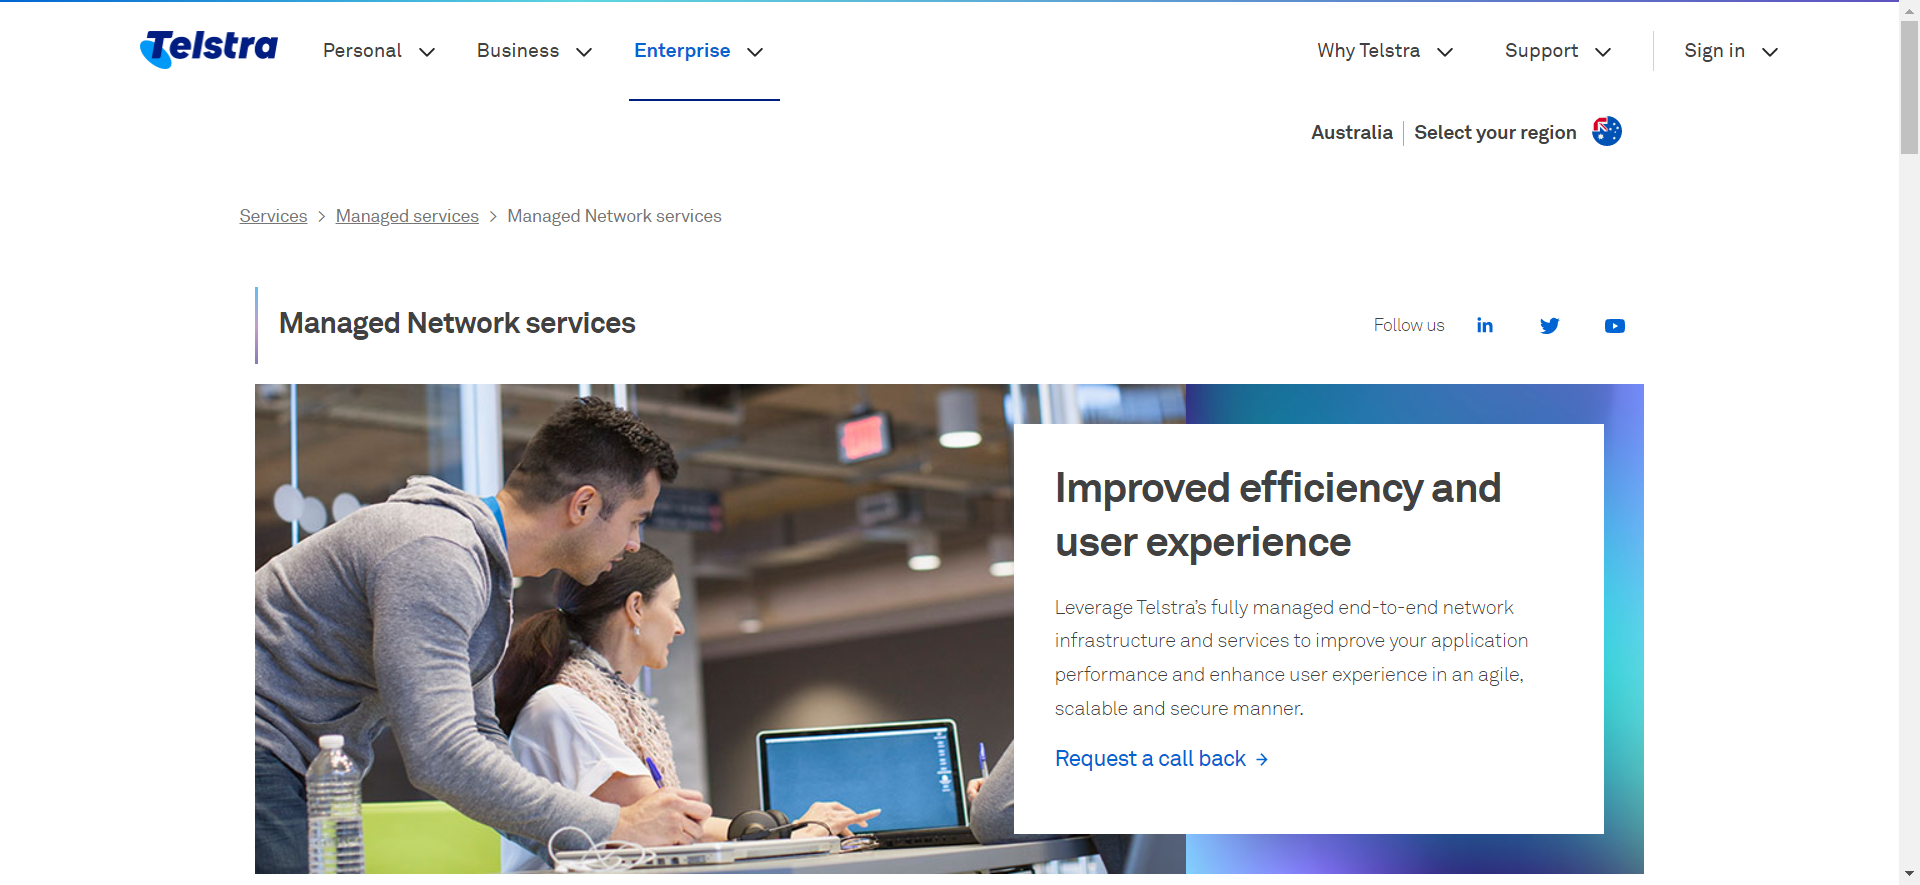 Telstra
Personal
Business
Enterprise
Why Telstra
Support
Sign in
Australia
Select your region
Services > Managed services > Managed Network services
Managed Network services
Follow us
Improved efficiency and
user experience
Leverage Telstra’s fully managed end-to-end network
infrastructure and services to improve your application
performance and enhance user experience in an agile,
scalable and secure manner.
Request a call back →